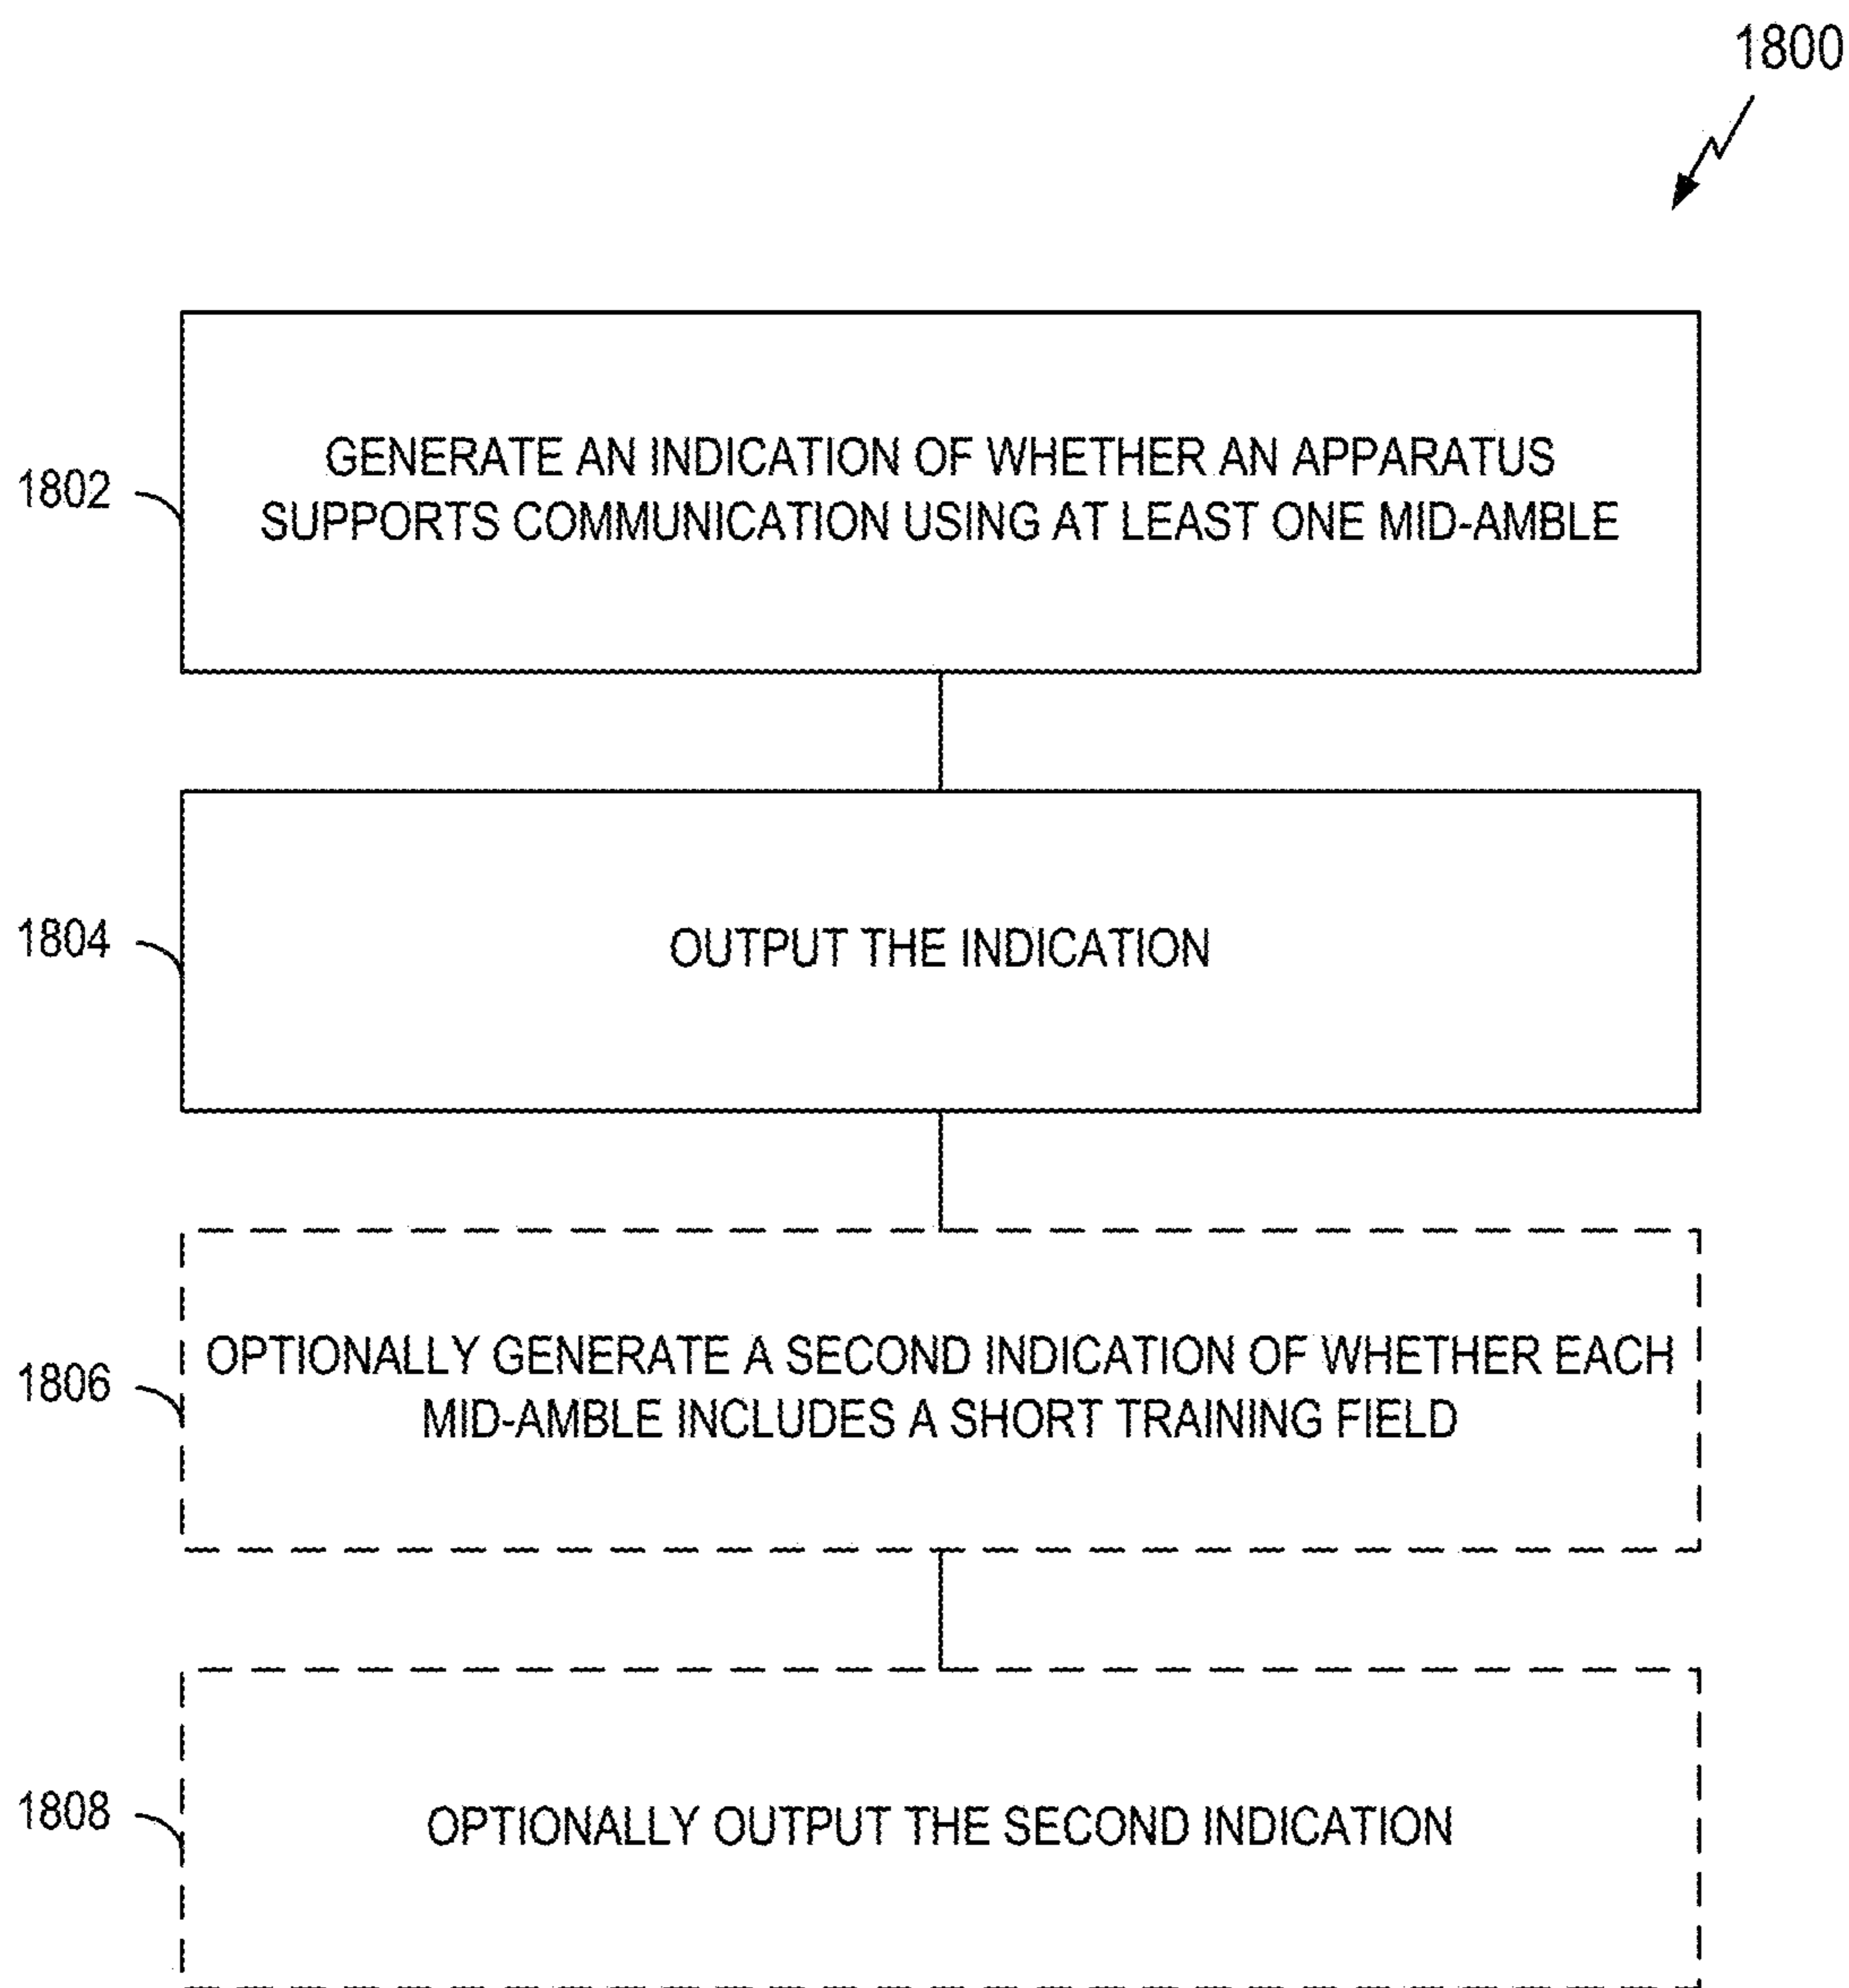 1800
1802
GENERATE AN INDICATION OF WHETHER AN APPARATUS
SUPPORTS COMMUNICATION USING AT LEAST ONE MID-AMBLE
1804
OUTPUT THE INDICATION
1806
OPTIONALLY GENERATE A SECOND INDICATION OF WHETHER EACH
MID-AMBLE INCLUDES A SHORT TRAINING FIELD
1808
OPTIONALLY OUTPUT THE SECOND INDICATION